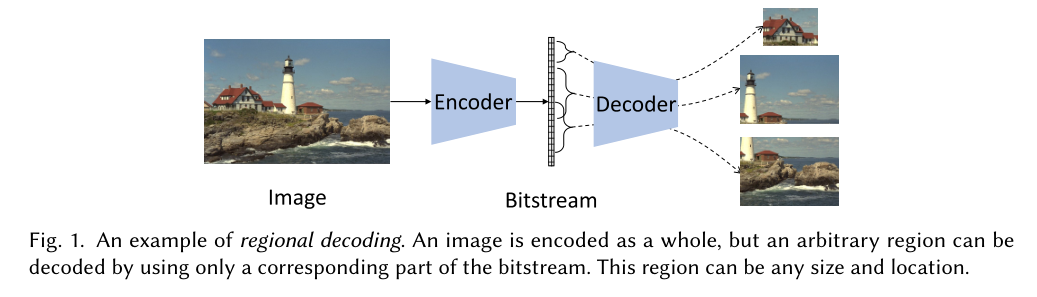 Encoder
Decoder
Image
Bitstream
Fig. 1. An example of regional decoding. An image is encoded as a whole, but an arbitrary region can be
decoded by using only a corresponding part of the bitstream. This region can be any size and location.